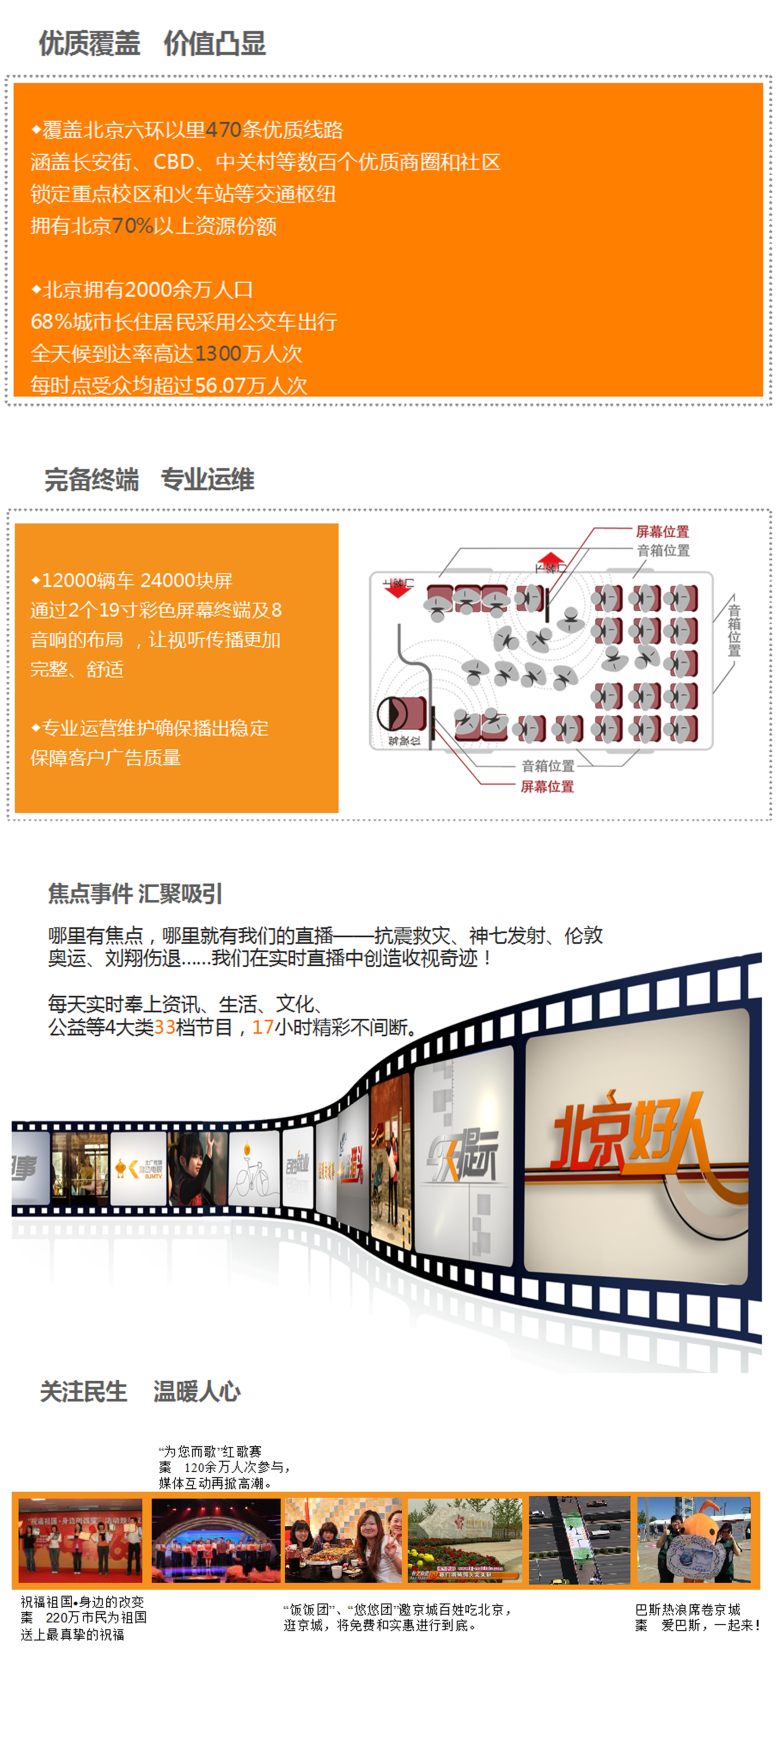 优质覆盖 价值凸显
◆覆盖北京六环以里470条优质线路
涵盖长安街、CBD、中关村等数百个优质商圈和社区
锁定重点校区和火车站等交通枢纽
拥有北京70%以上资源份额
◆北京拥有2000余万人口
68%城市长住居民采用公交车出行
全天候到达率高达1300万人次
每时点受众均超过56.07万人次
完备终端 专业运维
◆12000辆车 24000块屏
通过2个19寸彩色屏幕终端及8
音响的布局 ，让视听传播更加
完整、舒适
◆专业运营维护确保播出稳定
保障客户广告质量
屏幕位置
音箱位置
音箱位置
驾驶位
音箱位置
屏幕位置
焦点事件 汇聚吸引
哪里有焦点，哪里就有我们的直播——抗震救灾、神七发射、伦敦
奥运、刘翔伤退......我们在实时直播中创造收视奇迹！
每天实时奉上资讯、生活、文化、
公益等4大类33档节目，17小时精彩不间断。
提示
北京好人
关注民生 温暖人心
“为您而歌”红歌赛
棗 120余万人次参与，
媒体互动再掀高潮。
祝福祖国•身边的改变
棗 220万市民为祖国
送上最真挚的祝福
“饭饭团”、“悠悠团”邀京城百姓吃北京，
逛京城，将免费和实惠进行到底。
巴斯热浪席卷京城
棗 爱巴斯，一起来！